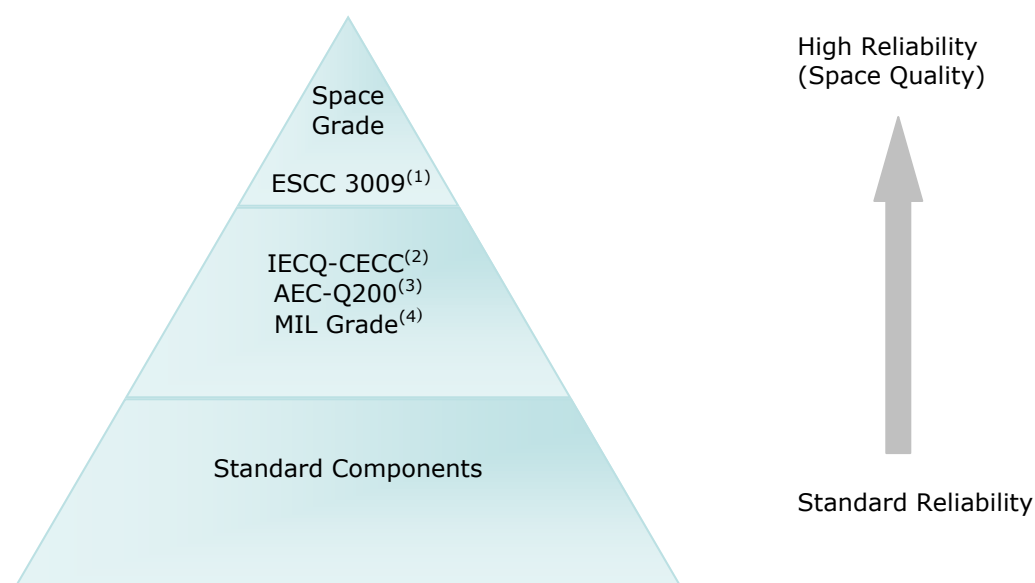 Space
Grade
ESCC 3009(1)
IECQ-CECC(2)
AEC-Q200(3)
MIL Grade(4)
Standard Components
High Reliability
(Space Quality)
Standard Reliability